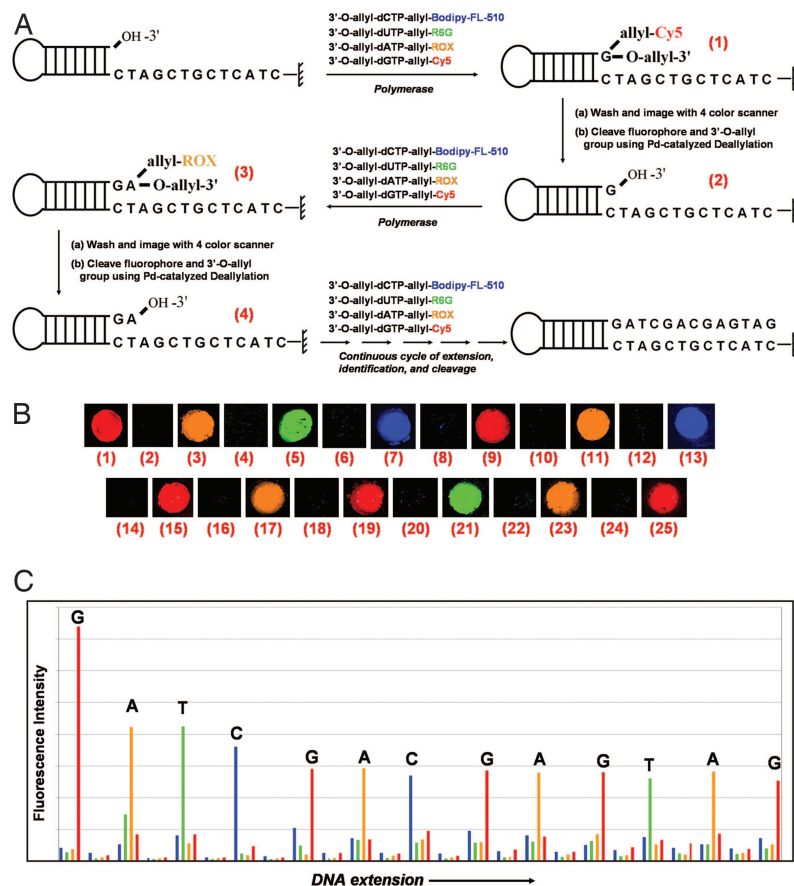 A
3'-O-allyl-dCTP-allyl-Bodipy-FL-510
3'-O-allyl-dUTP-allyl-R6G
3'-O-allyl-dATP-allyl-ROX
3'-O-allyl-dGTP-allyl-Cy5
Polymerase
OH -3'
CTAGCTGCTCATC
allyl-Cy5
(1)
G O-allyl-3'
CTAGCTGCTCATC
(a) Wash and image with 4 color scanner
(b) Cleave fluorophore and 3'-O-allyl
group using Pd-catalyzed Deallylation
allyl-ROX
(3)
GA O-allyl-3'
CTAGCTGCTCATC
3'-O-allyl-dCTP-allyl-Bodipy-FL-510
3'-O-allyl-dUTP-allyl-R6G
3'-O-allyl-dATP-allyl-ROX
3'-O-allyl-dGTP-allyl-Cy5
Polymerase
OH -3'
(2)
G
CTAGCTGCTCATC
(a) Wash and image with 4 color scanner
(b) Cleave fluorophore and 3'-O-allyl
group using Pd-catalyzed Deallylation
OH -3'
(4)
GA
CTAGCTGCTCATC
3'-O-allyl-dCTP-allyl-Bodipy-FL-510
3'-O-allyl-dUTP-allyl-R6G
3'-O-allyl-dATP-allyl-ROX
3'-O-allyl-dGTP-allyl-Cy5
Continuous cycle of extension,
identification, and cleavage
GATCGACGAGTAG
CTAGCTGCTCATC
B
(1) (2) (3) (4) (5) (6) (7) (8) (9) (10) (11) (12) (13)
(14) (15) (16) (17) (18) (19) (20) (21) (22) (23) (24) (25)
C
Fluorescence Intensity
G A T C G A C G A G T A G
DNA extension